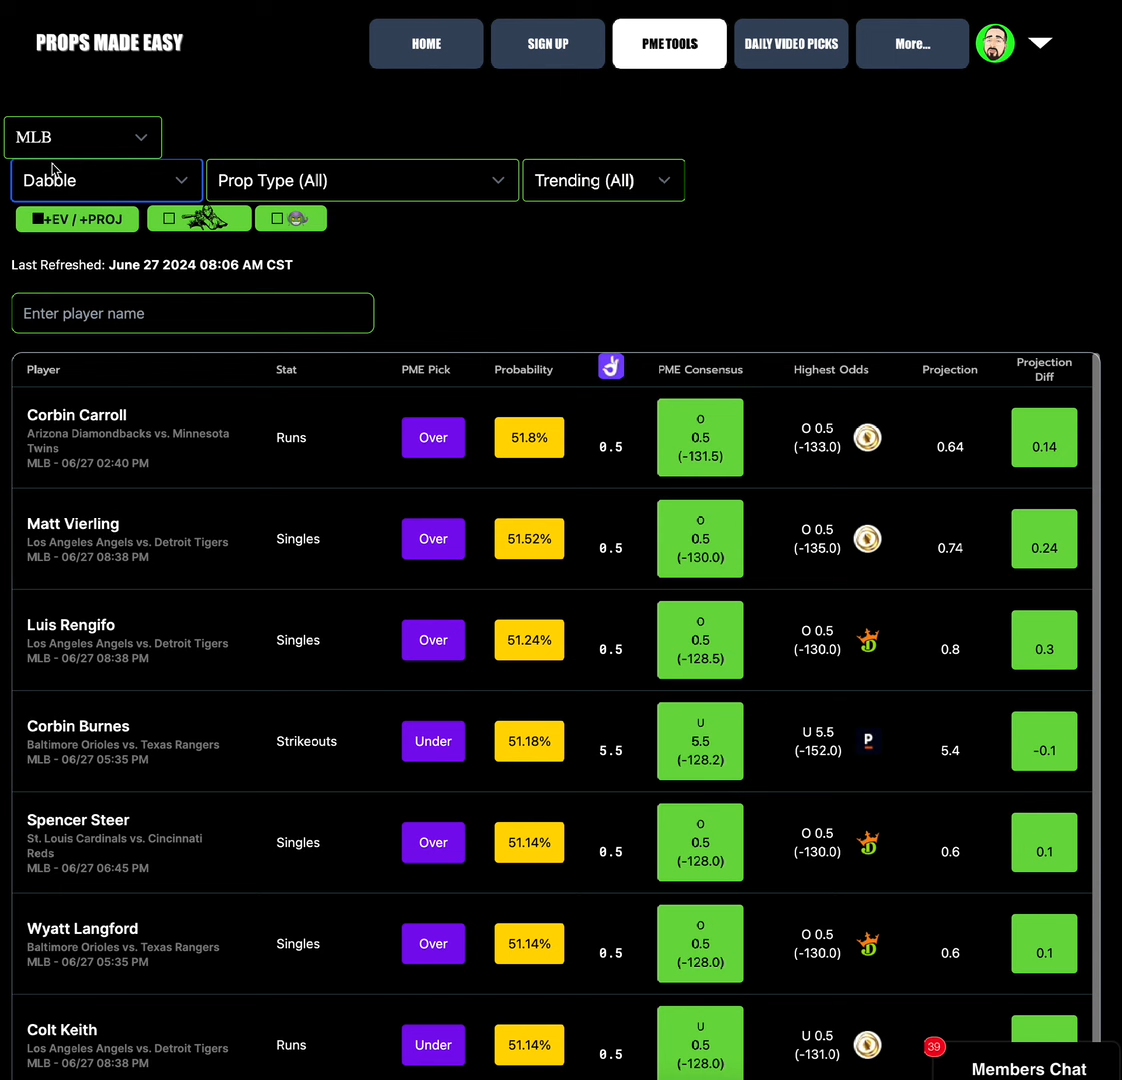 PROPS MADE EASY
HOME
SIGN UP
PME TOOLS
DAILY VIDEO PICKS
More...
MLB
Dabble
Prop Type (All)
Trending (All)
+EV / +PROJ
Last Refreshed: June 27 2024 08:06 AM CST
Enter player name
Player
Stat
PME Pick
Probability
PME Consensus
Highest Odds
Projection
Projection
Diff
Corbin Carroll
Arizona Diamondbacks vs. Minnesota
Twins
MLB - 06/27 02:40 PM
Runs
Over
51.8%
0.5
O
0.5
(-131.5)
O 0.5
(-133.0)
0.64
0.14
Matt Vierling
Los Angeles Angels vs. Detroit Tigers
MLB - 06/27 08:38 PM
Singles
Over
51.52%
0.5
O
0.5
(-130.0)
O 0.5
(-135.0)
0.74
0.24
Luis Rengifo
Los Angeles Angels vs. Detroit Tigers
MLB - 06/27 08:38 PM
Singles
Over
51.24%
0.5
O
0.5
(-128.5)
O 0.5
(-130.0)
0.8
0.3
Corbin Burnes
Baltimore Orioles vs. Texas Rangers
MLB - 06/27 05:35 PM
Strikeouts
Under
51.18%
5.5
U
5.5
(-128.2)
U 5.5
(-152.0)
P
5.4
-0.1
Spencer Steer
St. Louis Cardinals vs. Cincinnati
Reds
MLB - 06/27 06:45 PM
Singles
Over
51.14%
0.5
O
0.5
(-128.0)
O 0.5
(-130.0)
0.6
0.1
Wyatt Langford
Baltimore Orioles vs. Texas Rangers
MLB - 06/27 05:35 PM
Singles
Over
51.14%
0.5
O
0.5
(-128.0)
O 0.5
(-130.0)
0.6
0.1
Colt Keith
Los Angeles Angels vs. Detroit Tigers
MLB - 06/27 08:38 PM
Runs
Under
51.14%
0.5
U
0.5
(-128.0)
U 0.5
(-131.0)
39
Members Chat